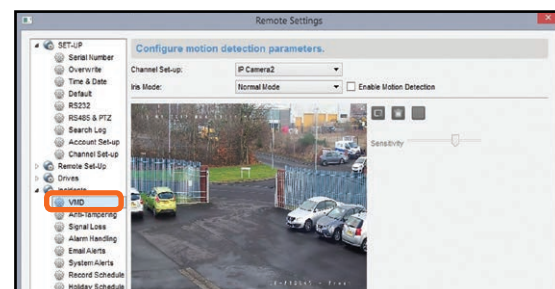 Remote Settings
SET-UP
Serial Number
Overwrite
Time & Date
Default
RS232
RS485 & PTZ
Search Log
Account Set-up
Channel Set-up
Remote Set-Up
Drives
Incidents
VMD
Anti-Tampering
Signal Loss
Alarm Handling
Email Alerts
System Alerts
Record Schedule
Holiday Schedule
Configure motion detection parameters.
Channel Set-up: IP Camera2
Iris Mode: Normal Mode Enable Motion Detection
Sensitivity